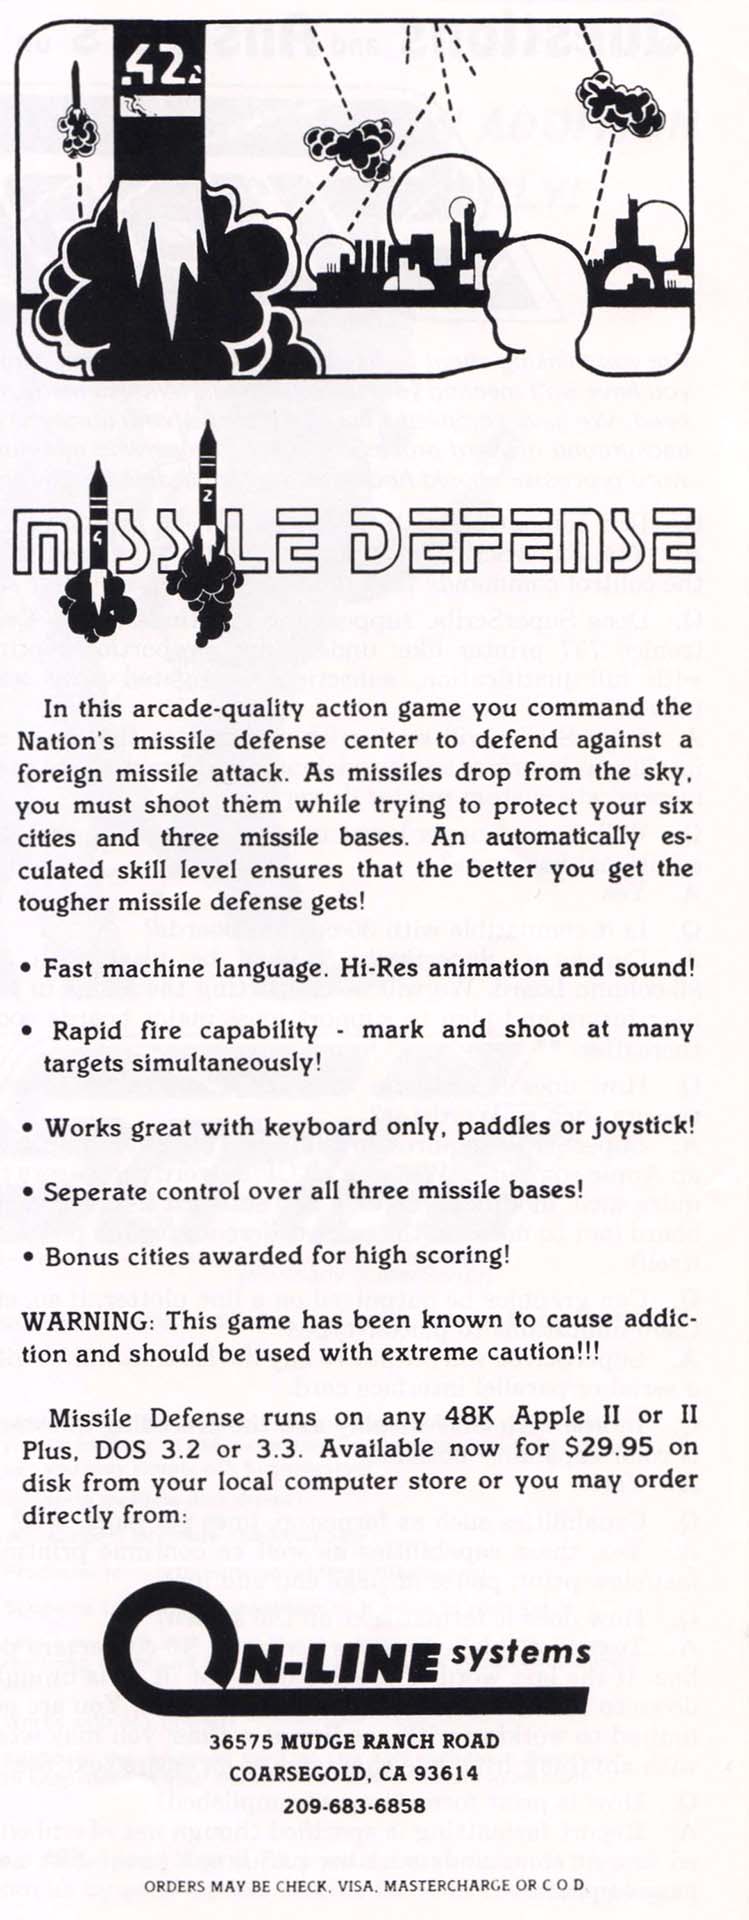 .42.
MISSILE DEFENSE
4
2
In this arcade-quality action game you command the
Nation's missile defense center to defend against a
foreign missile attack. As missiles drop from the sky,
you must shoot them while trying to protect your six
cities and three missile bases. An automatically es-
culated skill level ensures that the better you get the
tougher missile defense gets!
• Fast machine language. Hi-Res animation and sound!
• Rapid fire capability - mark and shoot at many
targets simultaneously!
• Works great with keyboard only, paddles or joystick!
• Seperate control over all three missile bases!
• Bonus cities awarded for high scoring!
WARNING: This game has been known to cause addic-
tion and should be used with extreme caution!!!
Missile Defense runs on any 48K Apple II or II
Plus, DOS 3.2 or 3.3. Available now for $29.95 on
disk from your local computer store or you may order
directly from:
ON-LINE systems
36575 MUDGE RANCH ROAD
COARSEGOLD, CA 93614
209-683-6858
ORDERS MAY BE CHECK, VISA, MASTERCHARGE OR C O D